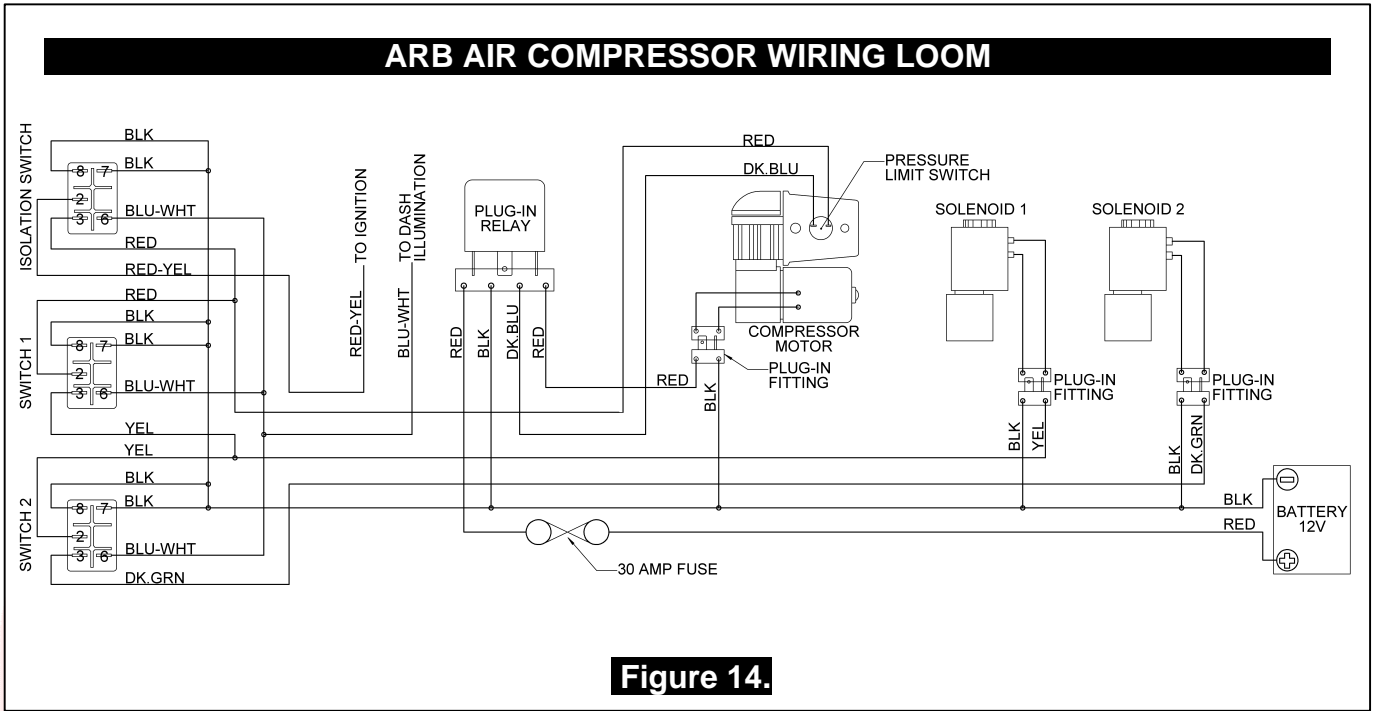 ARB AIR COMPRESSOR WIRING LOOM
ISOLATION SWITCH
BLK
BLK
8 7
2
3 6
BLU-WHT
RED
RED-YEL
SWITCH 1
RED
BLK
BLK
8 7
2
3 6
BLU-WHT
YEL
SWITCH 2
YEL
BLK
BLK
8 7
2
3 6
BLU-WHT
DK.GRN
RED-YEL
TO IGNITION
BLU-WHT
TO DASH
ILLUMINATION
PLUG-IN
RELAY
RED
BLK
DK.BLU
RED
RED
DK.BLU
PRESSURE
LIMIT SWITCH
COMPRESSOR
MOTOR
RED
BLK
PLUG-IN
FITTING
SOLENOID 1
PLUG-IN
FITTING
BLK
YEL
SOLENOID 2
PLUG-IN
FITTING
BLK
DK.GRN
BLK
RED
BATTERY
12V
30 AMP FUSE
Figure 14.